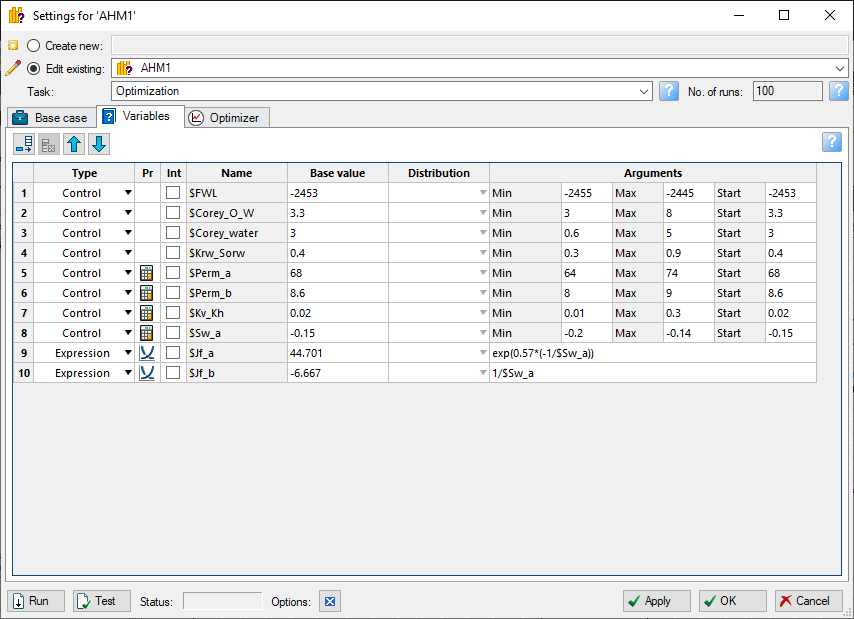 Settings for 'AHM1'
Create new:
Edit existing: AHM1
Task: Optimization No. of runs: 100
Base case Variables Optimizer
Type Pr Int Name Base value Distribution Arguments
1 Control $FWL -2453 Min -2455 Max -2445 Start -2453
2 Control $Corey_O_W 3.3 Min 3 Max 8 Start 3.3
3 Control $Corey_water 3 Min 0.6 Max 5 Start 3
4 Control $Krw_Sorw 0.4 Min 0.3 Max 0.9 Start 0.4
5 Control $Perm_a 68 Min 64 Max 74 Start 68
6 Control $Perm_b 8.6 Min 8 Max 9 Start 8.6
7 Control $Kv_Kh 0.02 Min 0.01 Max 0.3 Start 0.02
8 Control $Sw_a -0.15 Min -0.2 Max -0.14 Start -0.15
9 Expression $Jf_a 44.701 exp(0.57*(-1/$Sw_a))
10 Expression $Jf_b -6.667 1/$Sw_a
Run Test Status: Options: Apply OK Cancel